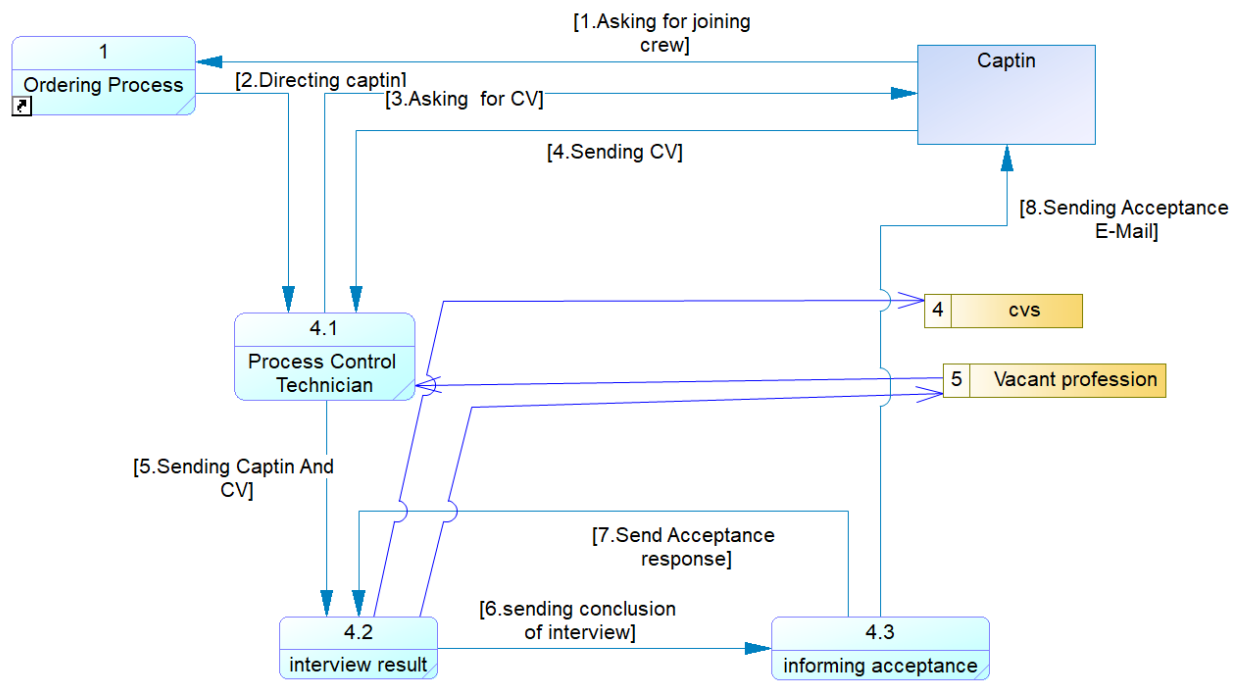 [1.Asking for joining
crew]
1
Ordering Process
Captin
[2.Directing captin]
[3.Asking  for CV]
[4.Sending CV]
[8.Sending Acceptance
E-Mail]
4
cvs
4.1
Process Control
Technician
5
Vacant profession
[5.Sending Captin And
CV]
[7.Send Acceptance
response]
[6.sending conclusion
of interview]
4.2
interview result
4.3
informing acceptance